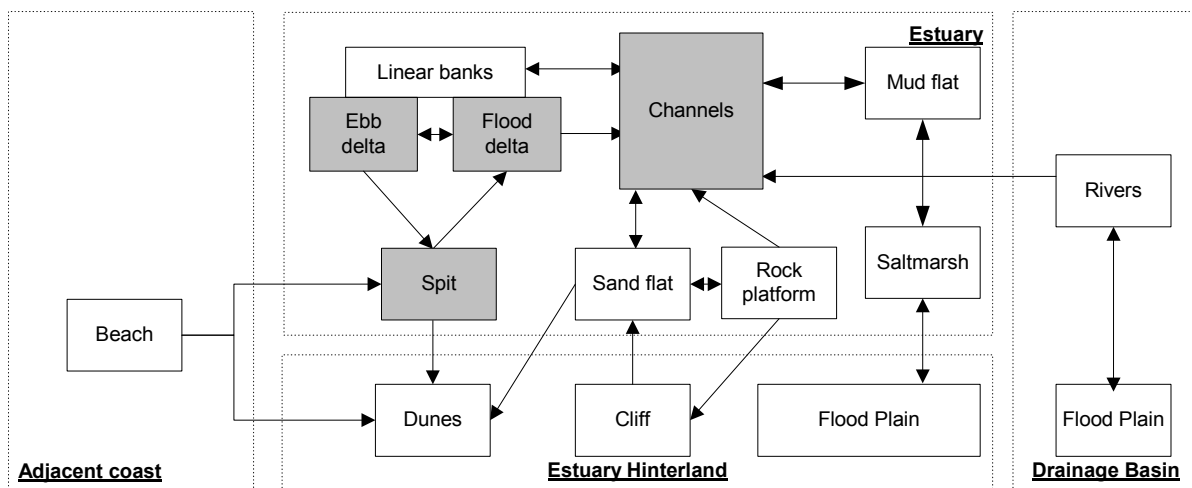 Estuary
Linear banks
Mud flat
Channels
Ebb
delta
Flood
delta
Rivers
Spit
Sand flat
Rock
platform
Saltmarsh
Beach
Dunes
Cliff
Flood Plain
Flood Plain
Adjacent coast
Estuary Hinterland
Drainage Basin